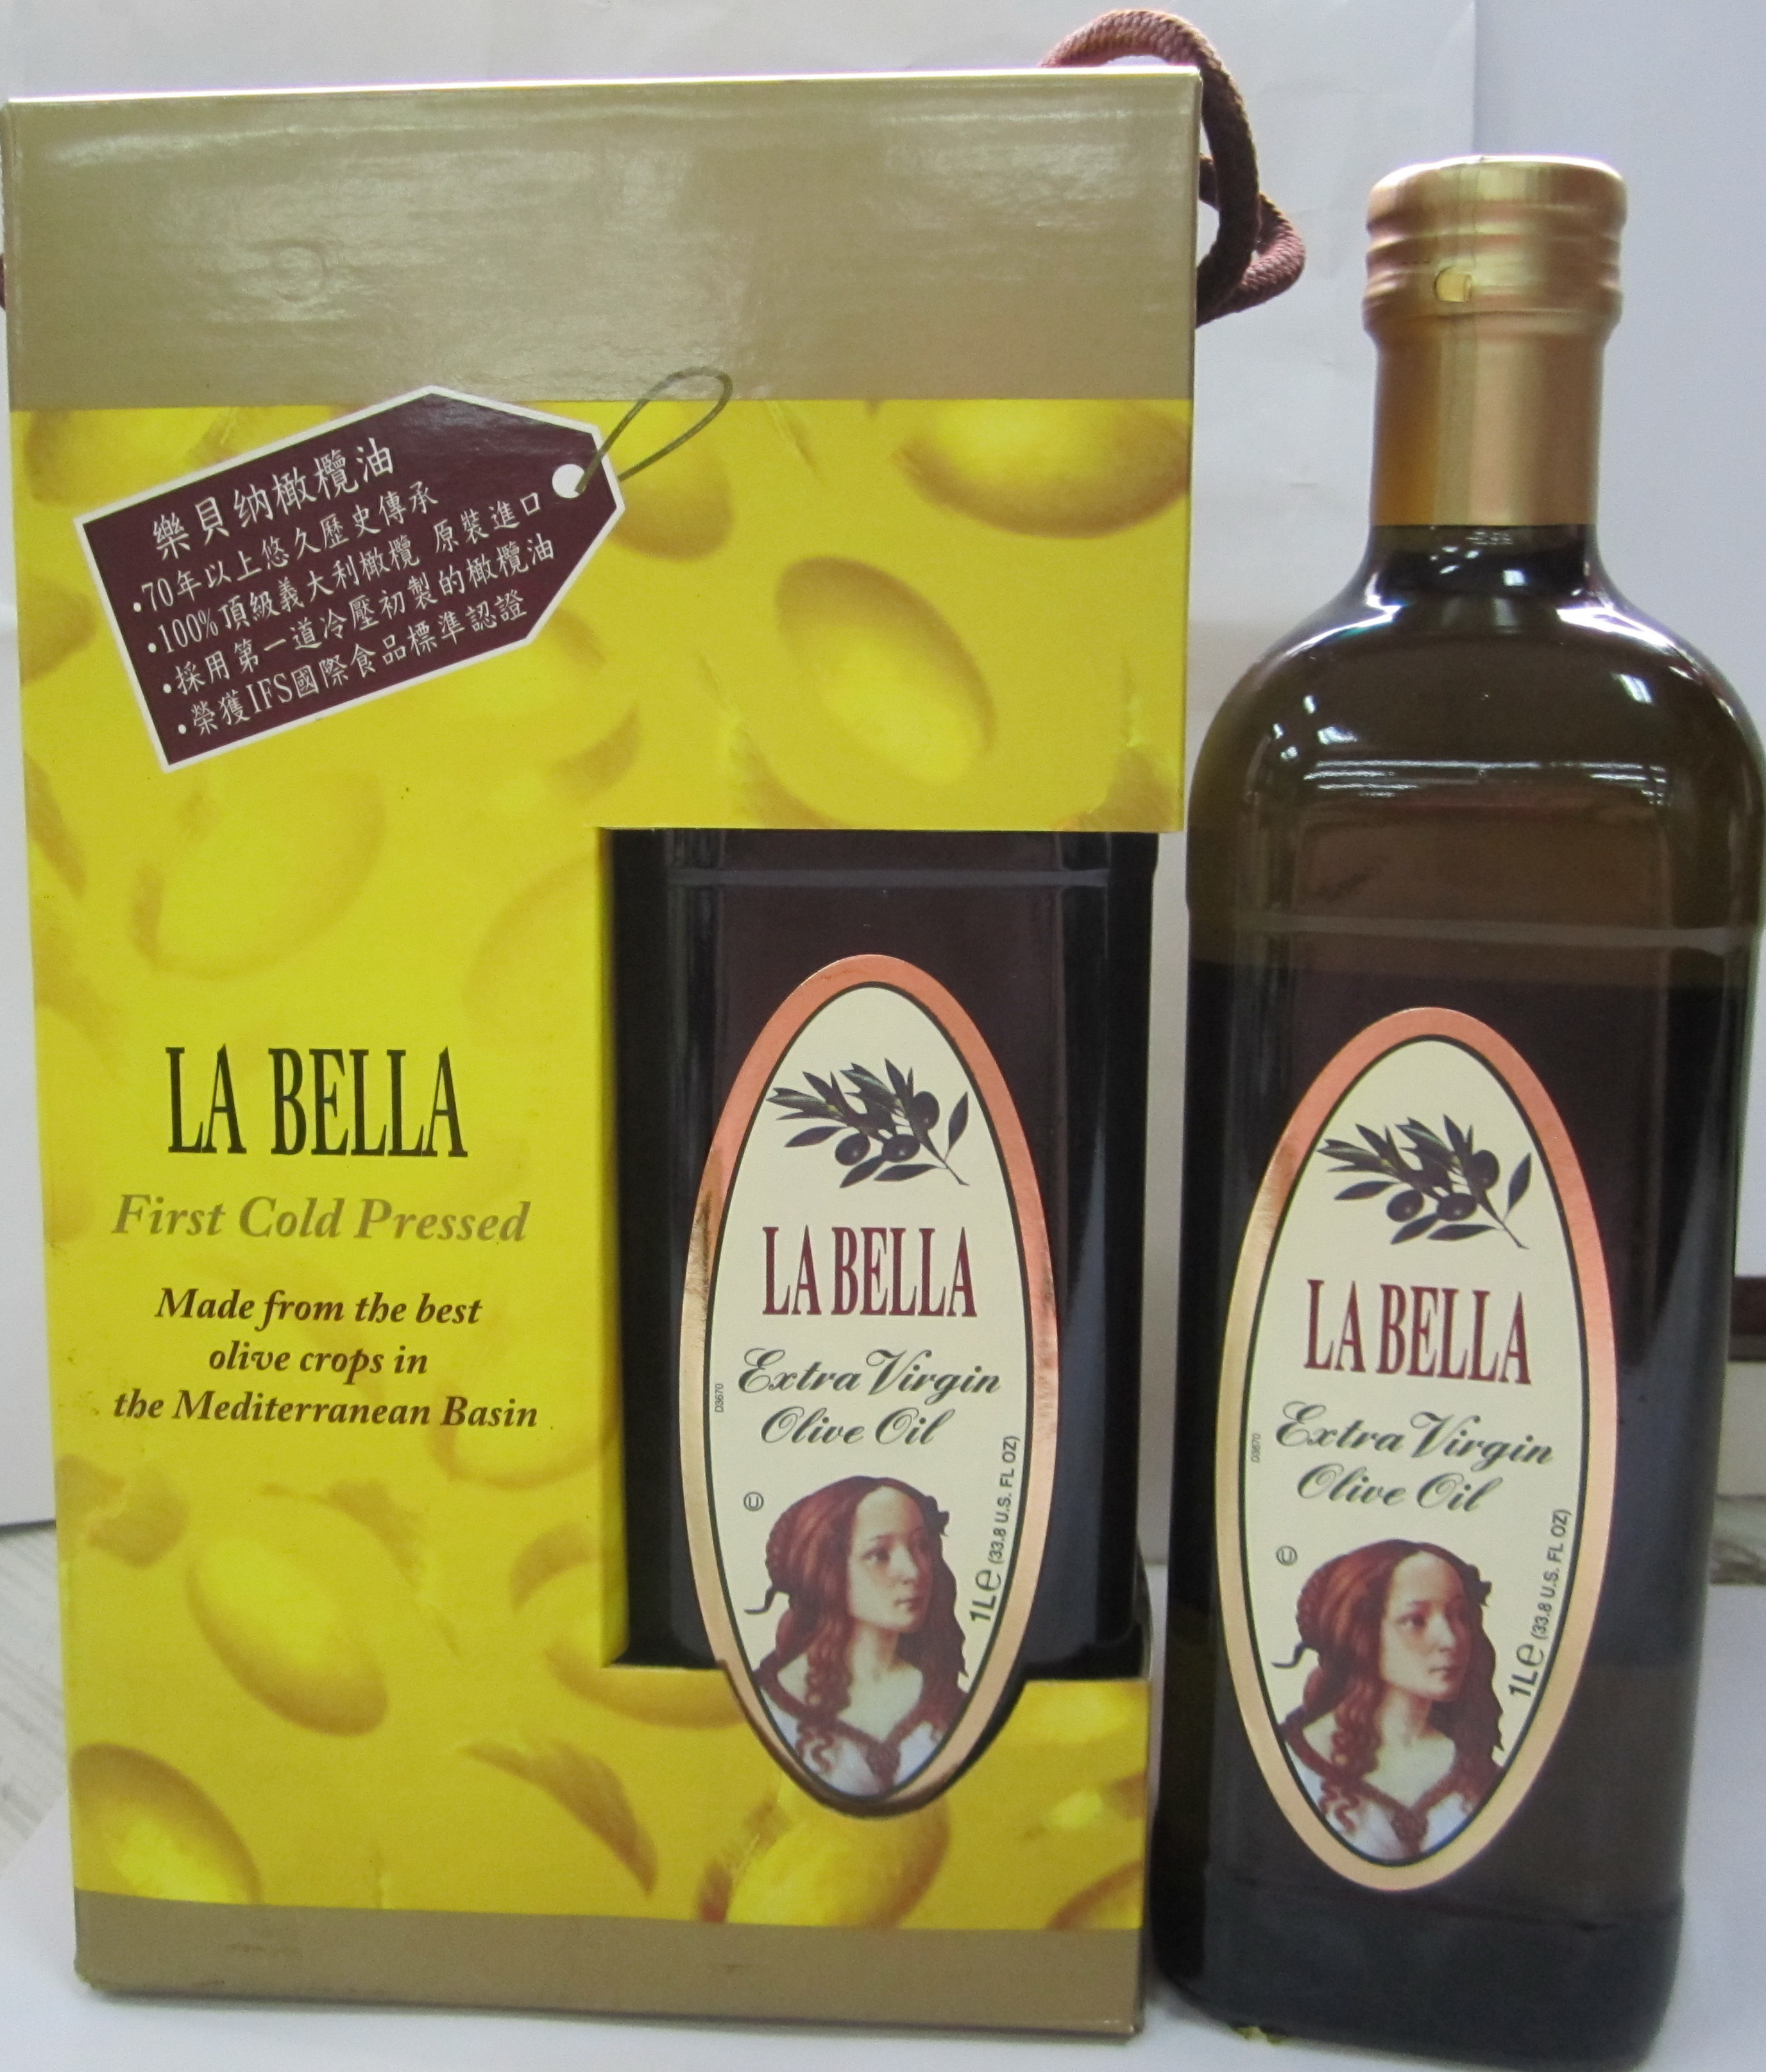 樂貝纳橄欖油
•70年以上悠久歷史傳承
•100%頂級義大利橄欖 原裝進口
•採用第一道冷壓初製的橄欖油
•榮獲IFS國際食品標準認證
LA BELLA
First Cold Pressed
Made from the best
olive crops in
the Mediterranean Basin
LA BELLA
Extra Virgin
Olive Oil
D3670
U
1L e (33.8 U.S. FL OZ)
LA BELLA
Extra Virgin
Olive Oil
D3670
U
1L e (33.8 U.S. FL OZ)